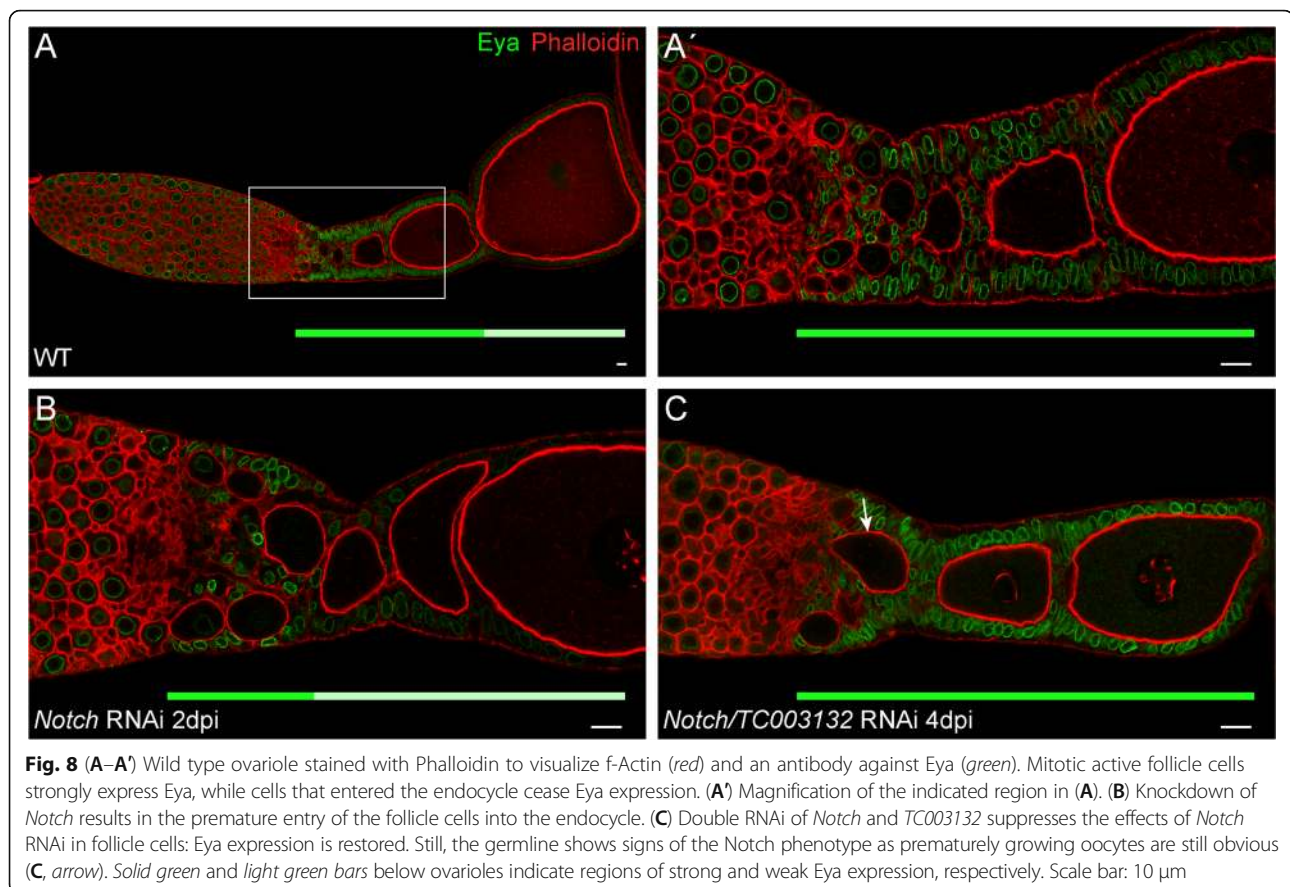 A
Eya Phalloidin
WT
A´
B
Notch RNAi 2dpi
C
Notch/TC003132 RNAi 4dpi
Fig. 8 (A–A′) Wild type ovariole stained with Phalloidin to visualize f-Actin (red) and an antibody against Eya (green). Mitotic active follicle cells
strongly express Eya, while cells that entered the endocycle cease Eya expression. (A′) Magnification of the indicated region in (A). (B) Knockdown of
Notch results in the premature entry of the follicle cells into the endocycle. (C) Double RNAi of Notch and TC003132 suppresses the effects of Notch
RNAi in follicle cells: Eya expression is restored. Still, the germline shows signs of the Notch phenotype as prematurely growing oocytes are still obvious
(C, arrow). Solid green and light green bars below ovarioles indicate regions of strong and weak Eya expression, respectively. Scale bar: 10 μm